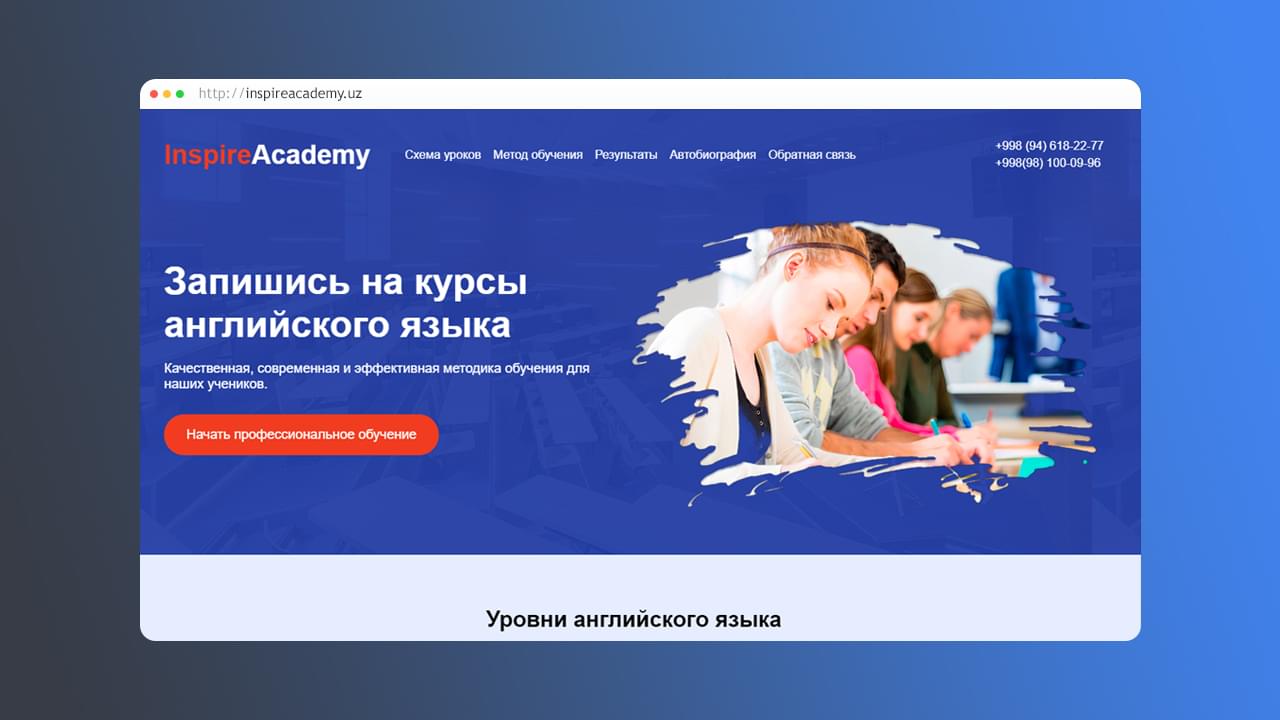 http://inspireacademy.uz
InspireAcademy
Схема уроков Метод обучения Результаты Автобиография Обратная связь
+998 (94) 618-22-77
+998(98) 100-09-96
Запишись на курсы
английского языка
Качественная, современная и эффективная методика обучения для
наших учеников.
Начать профессиональное обучение
Уровни английского языка